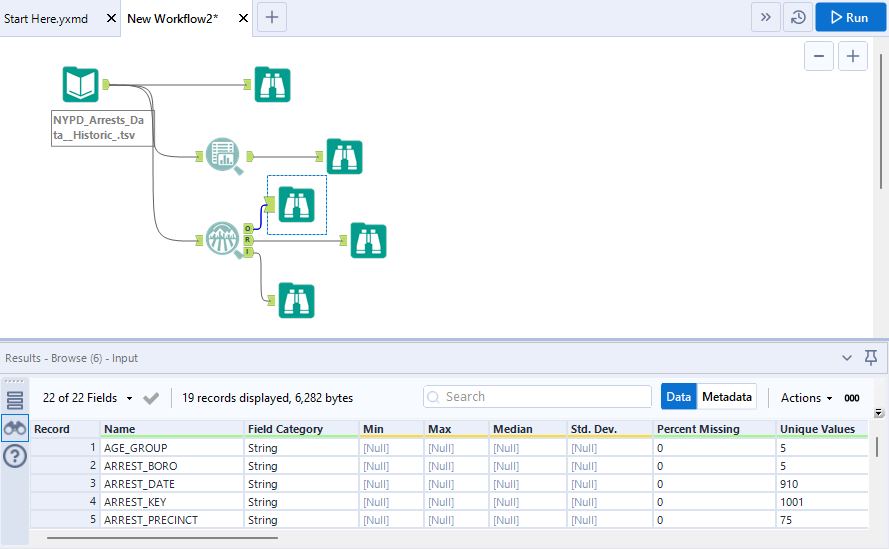 Start Here.yxmd
New Workflow2*
Run
NYPD_Arrests_Da
ta__Historic_.tsv
O
R
I
Results - Browse (6) - Input
22 of 22 Fields 19 records displayed, 6,282 bytes Search Data Metadata Actions 000
Record Name Field Category Min Max Median Std. Dev. Percent Missing Unique Values
1 AGE_GROUP String [Null] [Null] [Null] [Null] 0 5
2 ARREST_BORO String [Null] [Null] [Null] [Null] 0 5
3 ARREST_DATE String [Null] [Null] [Null] [Null] 0 910
4 ARREST_KEY String [Null] [Null] [Null] [Null] 0 1001
5 ARREST_PRECINCT String [Null] [Null] [Null] [Null] 0 75